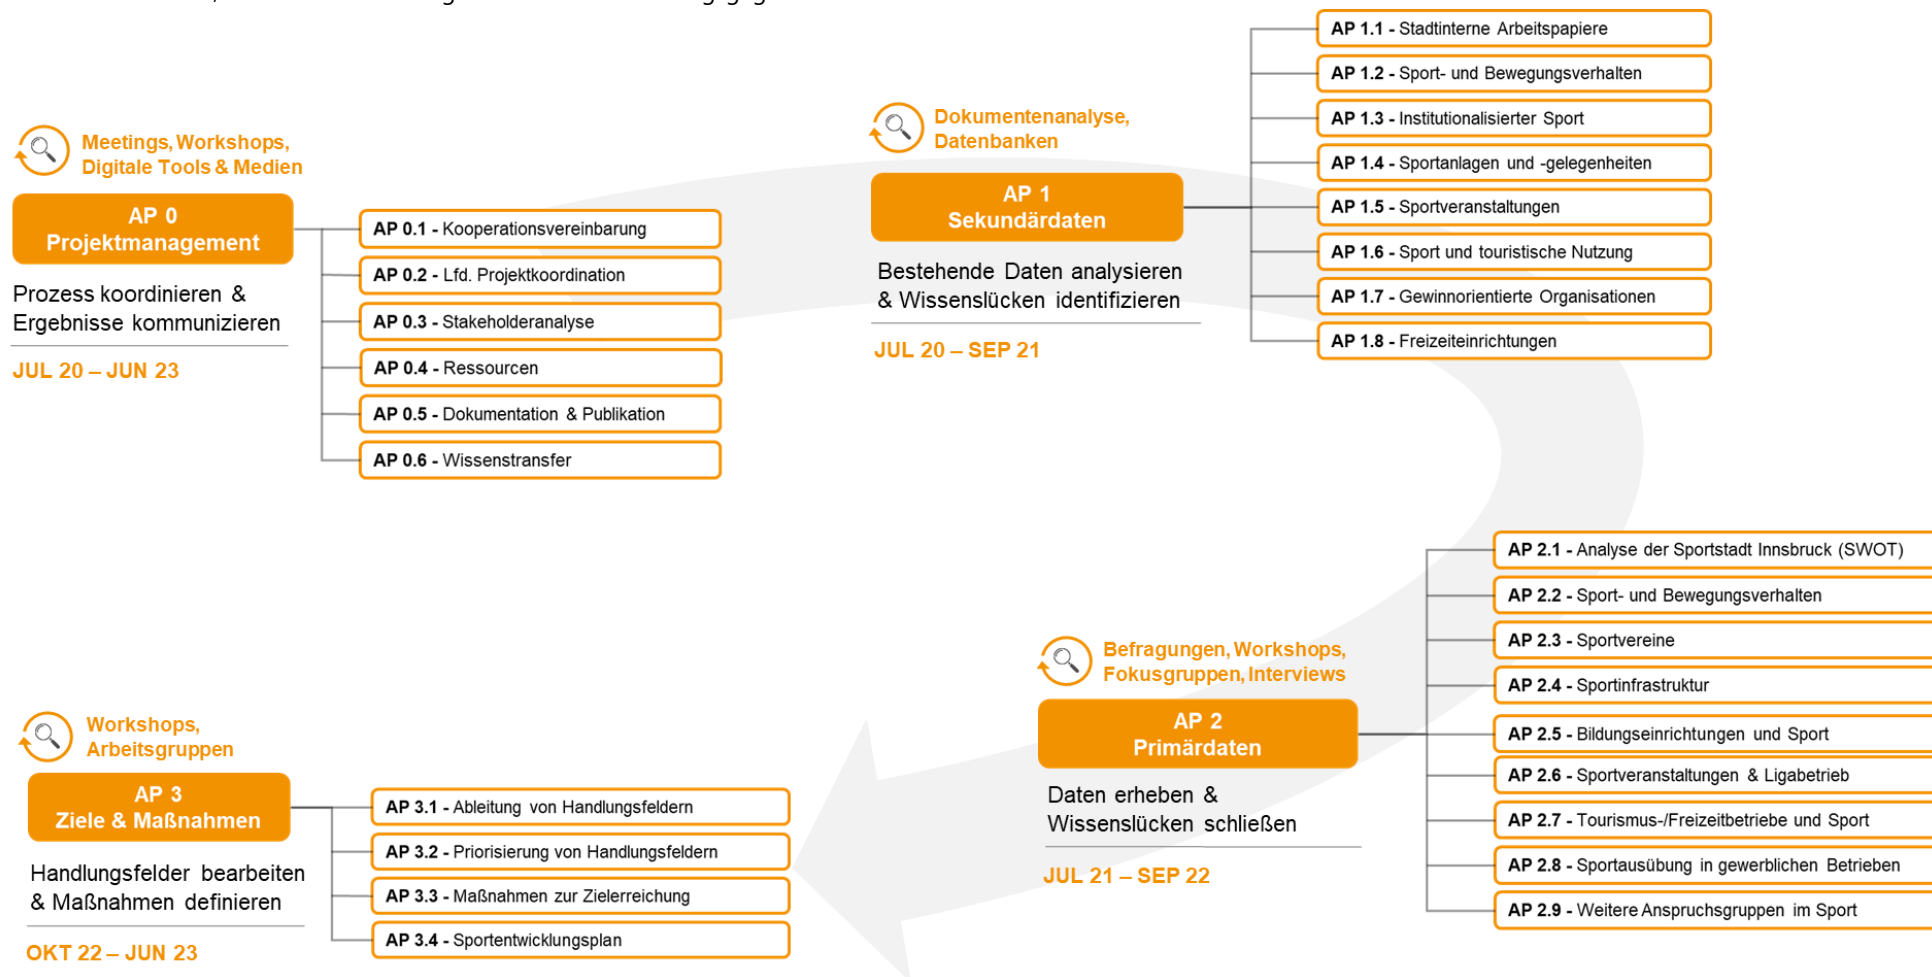 Meetings, Workshops,
Digitale Tools & Medien
AP 0
Projektmanagement
Prozess koordinieren &
Ergebnisse kommunizieren
JUL 20 – JUN 23
AP 0.1 - Kooperationsvereinbarung
AP 0.2 - Lfd. Projektkoordination
AP 0.3 - Stakeholderanalyse
AP 0.4 - Ressourcen
AP 0.5 - Dokumentation & Publikation
AP 0.6 - Wissenstransfer
Dokumentenanalyse,
Datenbanken
AP 1
Sekundärdaten
Bestehende Daten analysieren
& Wissenslücken identifizieren
JUL 20 – SEP 21
AP 1.1 - Stadtinterne Arbeitspapiere
AP 1.2 - Sport- und Bewegungsverhalten
AP 1.3 - Institutionalisierter Sport
AP 1.4 - Sportanlagen und -gelegenheiten
AP 1.5 - Sportveranstaltungen
AP 1.6 - Sport und touristische Nutzung
AP 1.7 - Gewinnorientierte Organisationen
AP 1.8 - Freizeiteinrichtungen
Befragungen, Workshops,
Fokusgruppen, Interviews
AP 2
Primärdaten
Daten erheben &
Wissenslücken schließen
JUL 21 – SEP 22
AP 2.1 - Analyse der Sportstadt Innsbruck (SWOT)
AP 2.2 - Sport- und Bewegungsverhalten
AP 2.3 - Sportvereine
AP 2.4 - Sportinfrastruktur
AP 2.5 - Bildungseinrichtungen und Sport
AP 2.6 - Sportveranstaltungen & Ligabetrieb
AP 2.7 - Tourismus-/Freizeitbetriebe und Sport
AP 2.8 - Sportausübung in gewerblichen Betrieben
AP 2.9 - Weitere Anspruchsgruppen im Sport
Workshops,
Arbeitsgruppen
AP 3
Ziele & Maßnahmen
Handlungsfelder bearbeiten
& Maßnahmen definieren
OKT 22 – JUN 23
AP 3.1 - Ableitung von Handlungsfeldern
AP 3.2 - Priorisierung von Handlungsfeldern
AP 3.3 - Maßnahmen zur Zielerreichung
AP 3.4 - Sportentwicklungsplan